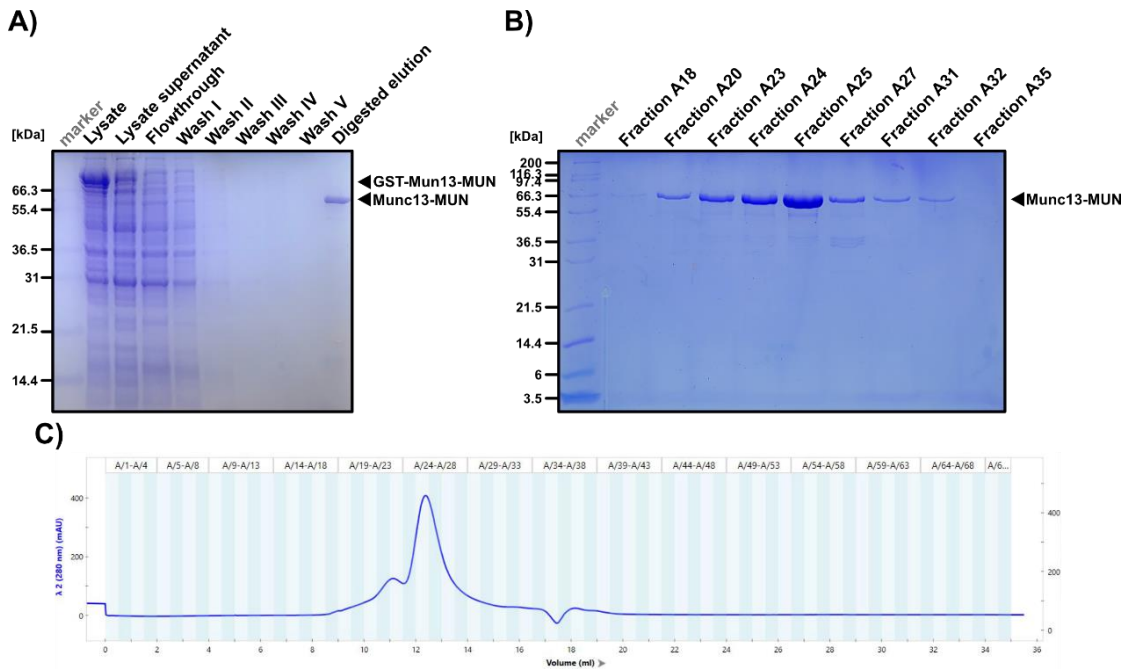 A)
marker
Lysate
Lysate supernatant
Flowthrough
Wash I
Wash II
Wash III
Wash IV
Wash V
Digested elution
[kDa]
66.3
55.4
36.5
31
21.5
14.4
GST-Mun13-MUN
Munc13-MUN
B)
marker
Fraction A18
Fraction A20
Fraction A23
Fraction A24
Fraction A25
Fraction A27
Fraction A31
Fraction A32
Fraction A35
[kDa]
200
116.3
97.4
66.3
55.4
36.5
31
21.5
14.4
6
3.5
Munc13-MUN
C)
A/1-A/4 A/5-A/8 A/9-A/13 A/14-A/18 A/19-A/23 A/24-A/28 A/29-A/33 A/34-A/38 A/39-A/43 A/44-A/48 A/49-A/53 A/54-A/58 A/59-A/63 A/64-A/68 A/6...
λ 2 (280 nm) (mAU)
400 400
200 200
0 0
0 2 4 6 8 10 12 14 16 18 20 22 24 26 28 30 32 34 36
Volume (ml)